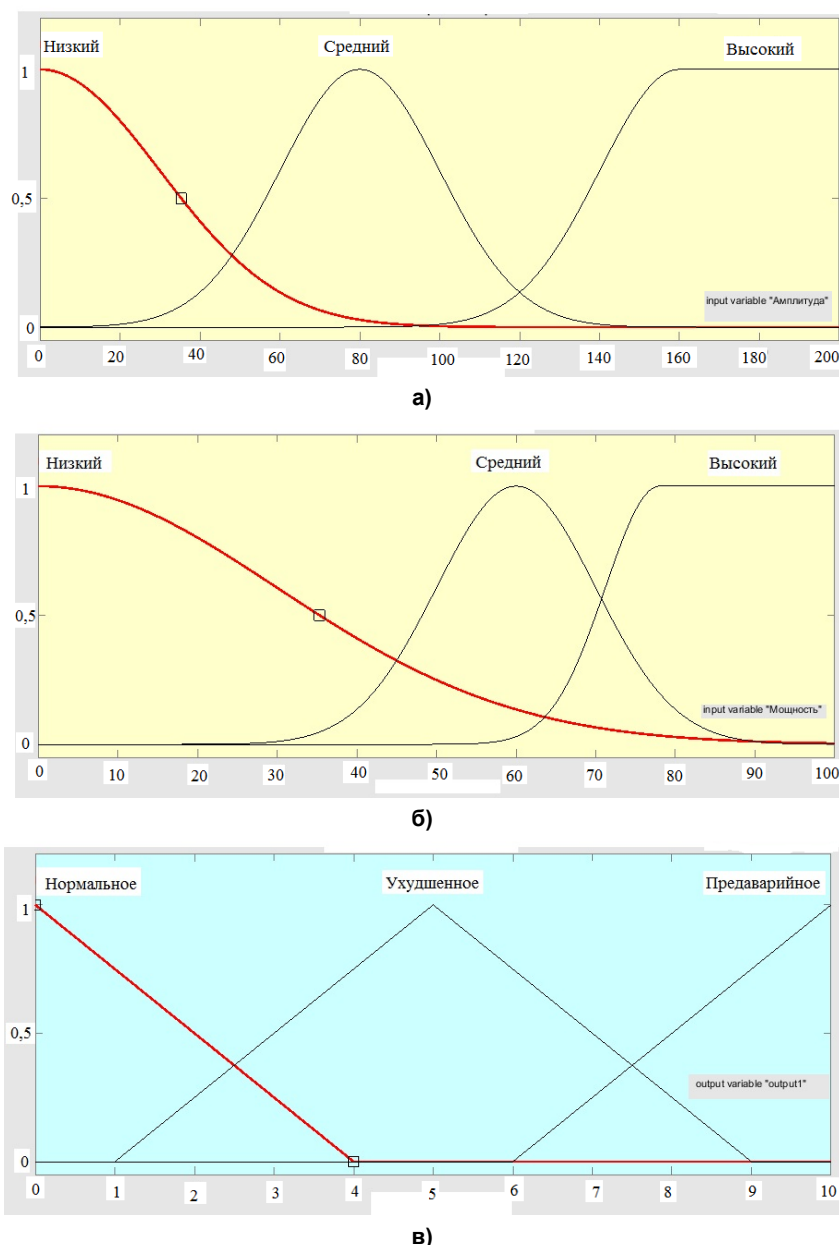 Низкий Средний Высокий
1
0,5
input variable "Амплитуда"
0
0 20 40 60 80 100 120 140 160 180 200
а)
Низкий Средний Высокий
1
0,5
input variable "Мощность"
0
0 10 20 30 40 50 60 70 80 90 100
б)
Нормальное Ухудшенное Предаварийное
1
0,5
output variable "output1"
0
0 1 2 3 4 5 6 7 8 9 10
в)